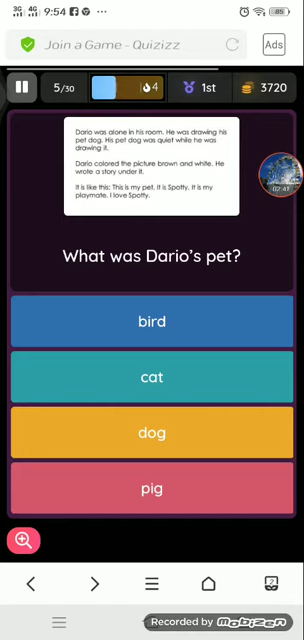 3G 4G 9:54 85
Join a Game - Quizizz Ads
5/30 4 1st 3720
Dario was alone in his room. He was drawing his
pet dog. His pet dog was quiet while he was
drawing it.
Dario colored the picture brown and white. He
wrote a story under it.
It is like this: This is my pet. It is Spotty. It is my
playmate. I love Spotty.
02:41
What was Dario's pet?
bird
cat
dog
pig
2
Recorded by mobizen